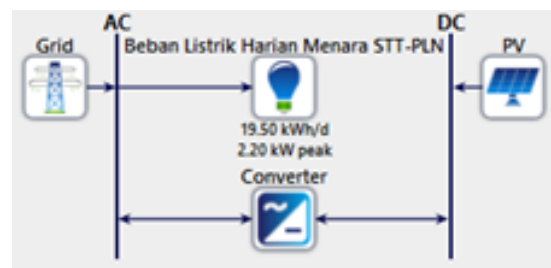 AC DC
Grid Beban Listrik Harian Menara STT-PLN PV
19.50 kWh/d
2.20 kW peak
Converter